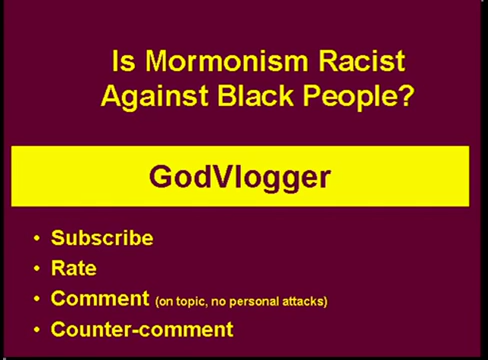 Is Mormonism Racist
Against Black People?
GodVlogger
• Subscribe
• Rate
• Comment (on topic, no personal attacks)
• Counter-comment